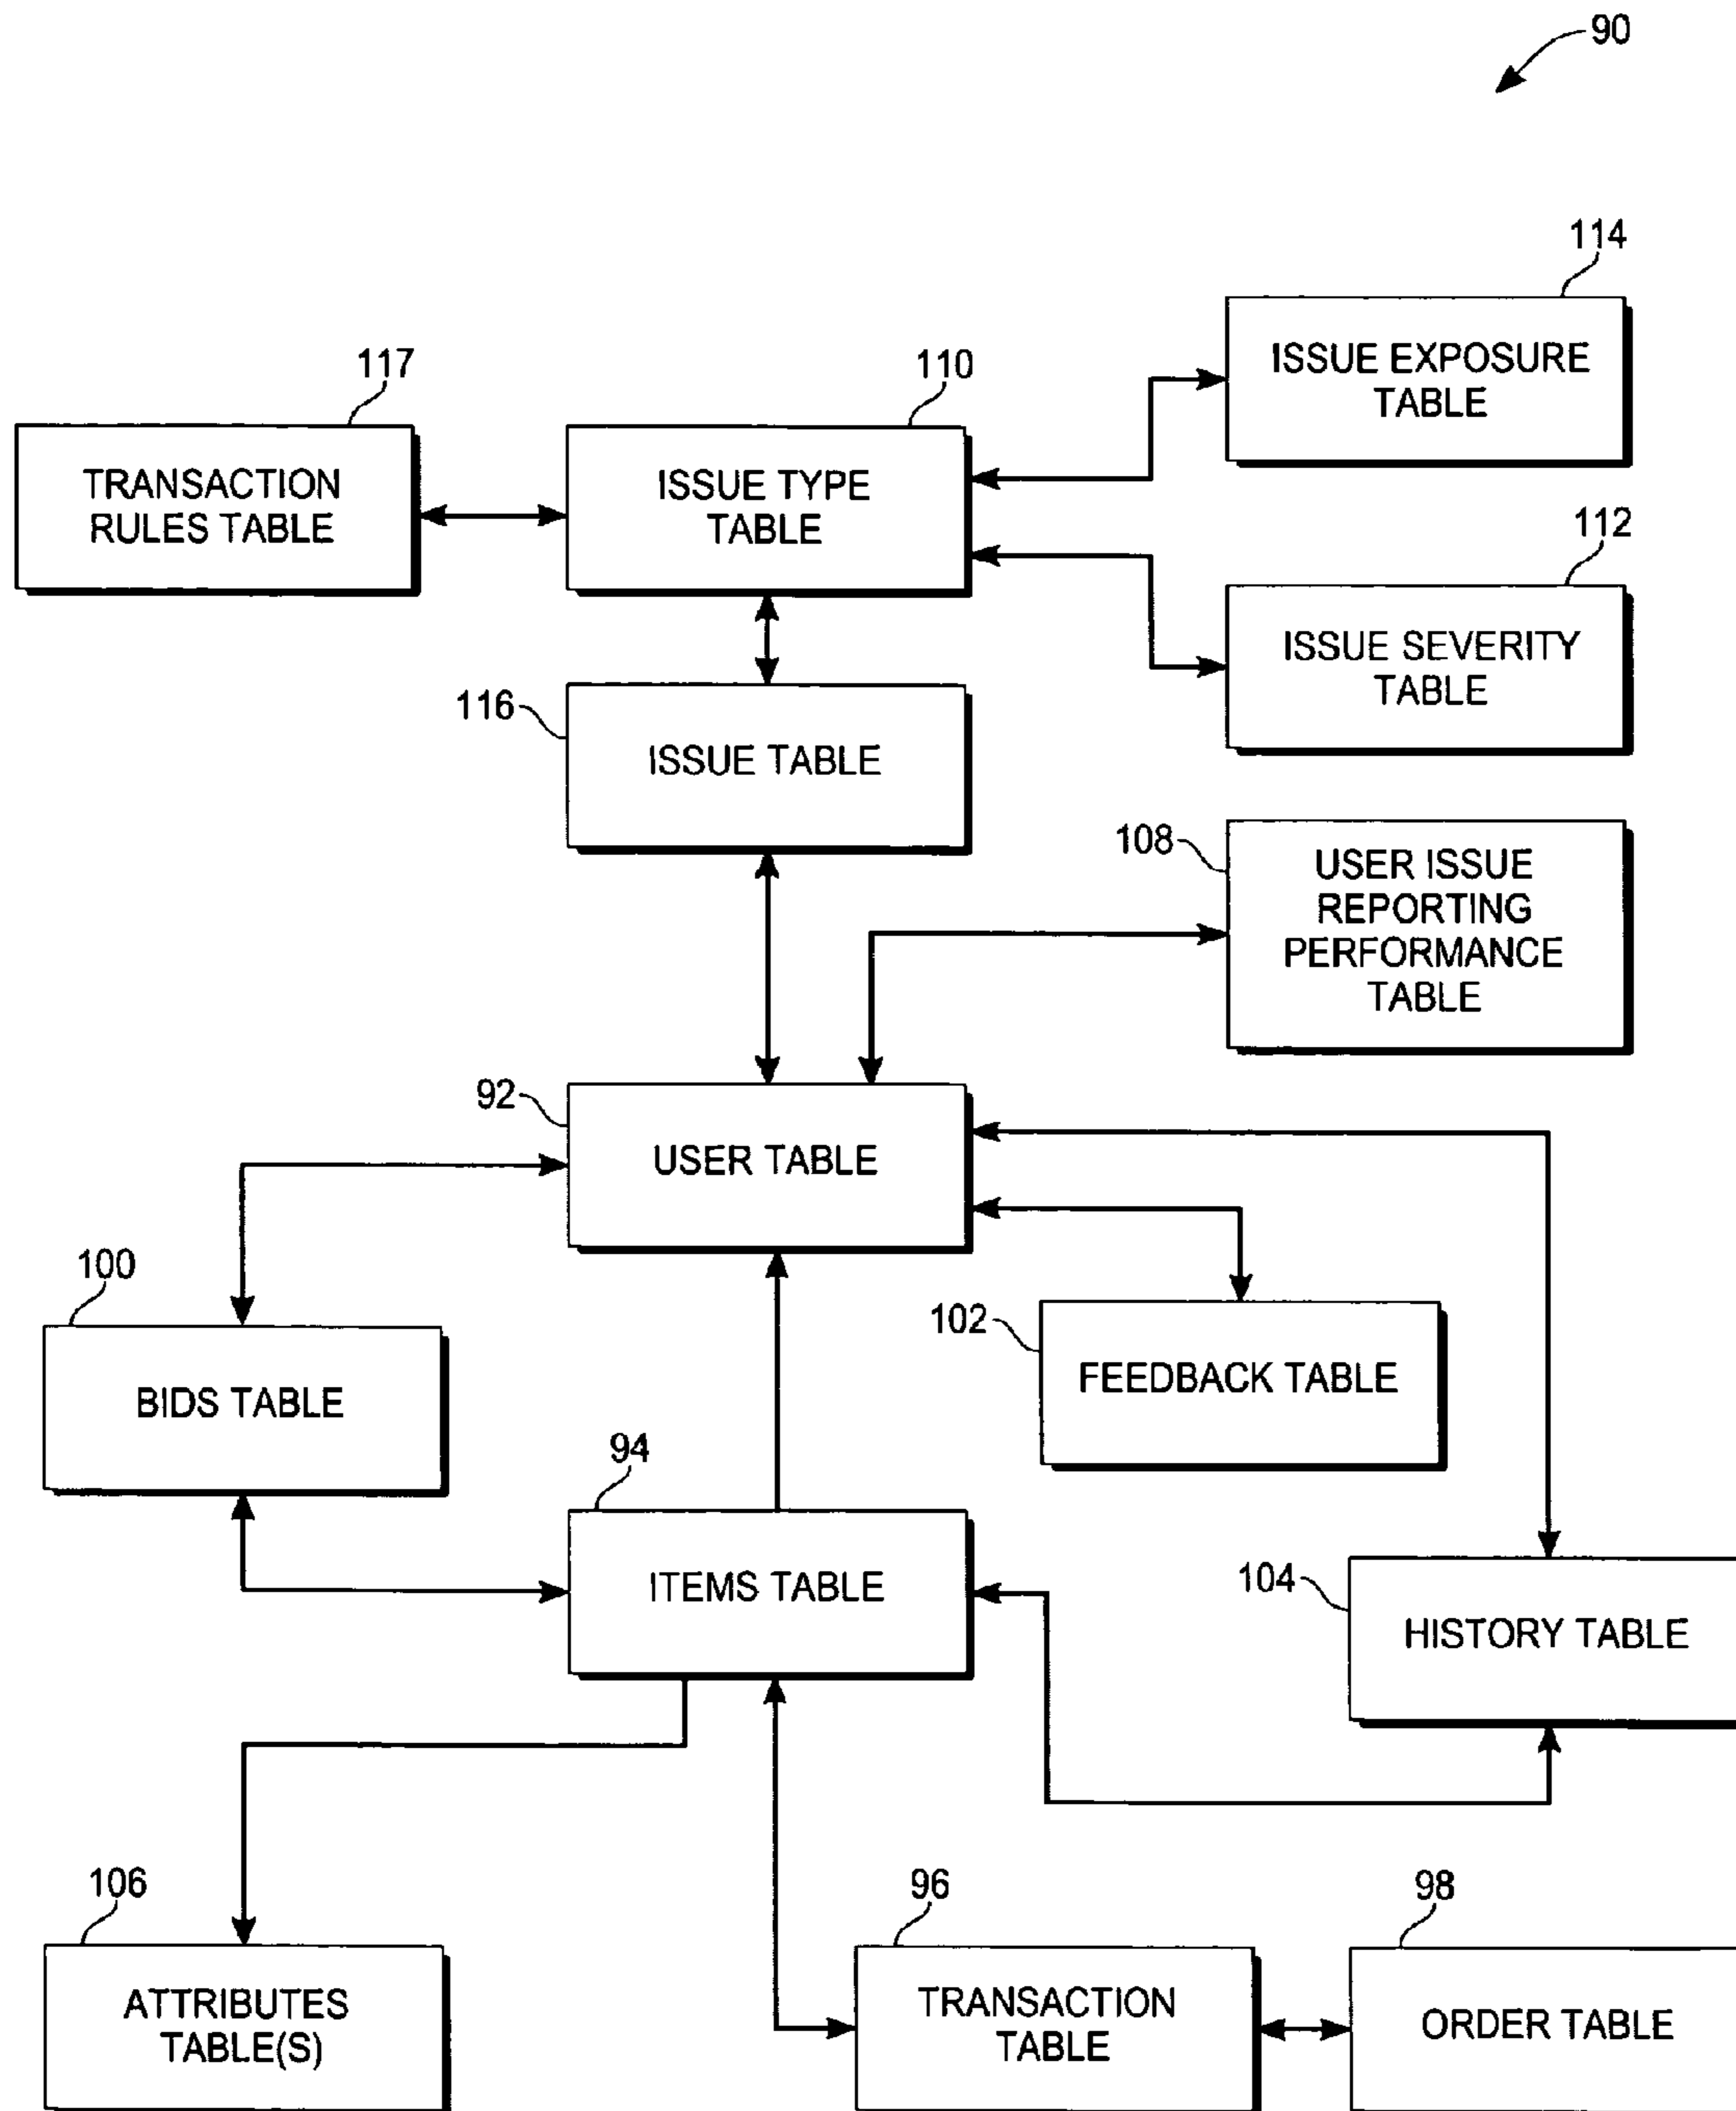 90
114
ISSUE EXPOSURE
TABLE
117
TRANSACTION
RULES TABLE
110
ISSUE TYPE
TABLE
112
ISSUE SEVERITY
TABLE
116
ISSUE TABLE
108
USER ISSUE
REPORTING
PERFORMANCE
TABLE
92
USER TABLE
100
BIDS TABLE
102
FEEDBACK TABLE
94
ITEMS TABLE
104
HISTORY TABLE
106
ATTRIBUTES
TABLE(S)
96
TRANSACTION
TABLE
98
ORDER TABLE